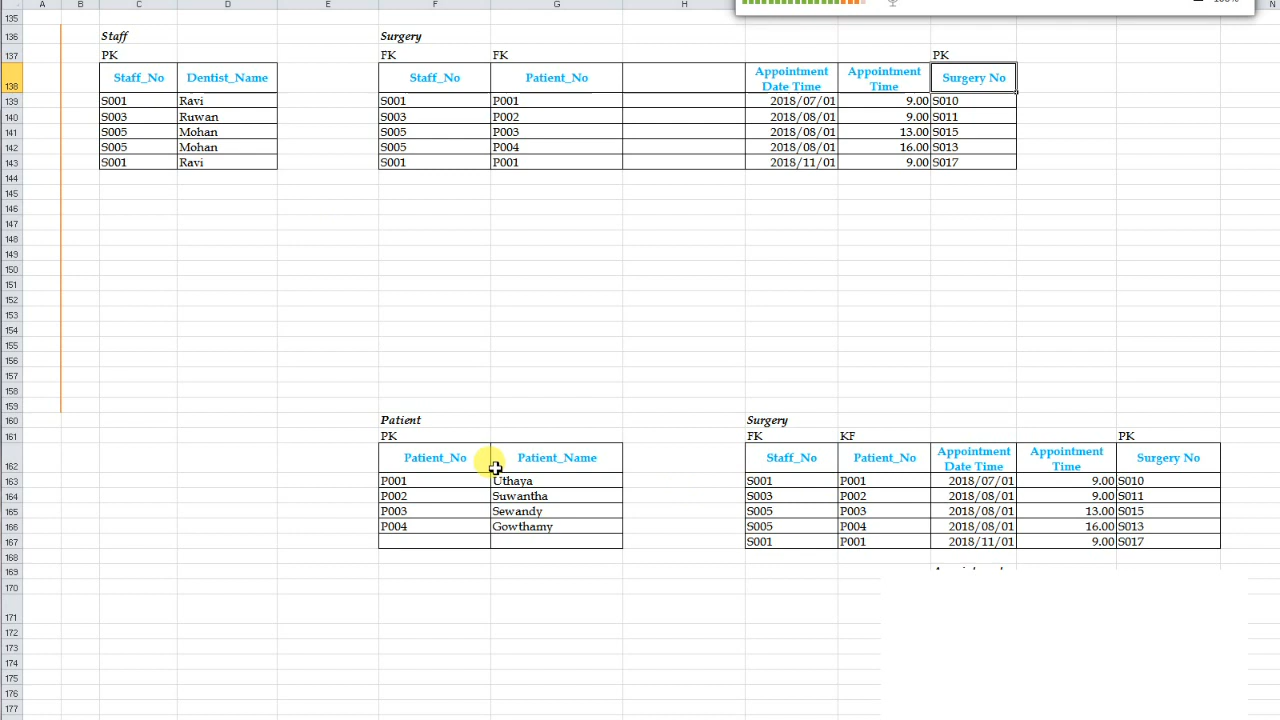 A B C D E F G H I J K L M N
135
136 Staff Surgery
137 PK FK FK PK
138 Staff_No Dentist_Name Staff_No Patient_No Appointment Date Time Appointment Time Surgery No
139 S001 Ravi S001 P001 2018/07/01 9.00 S010
140 S003 Ruwan S003 P002 2018/08/01 9.00 S011
141 S005 Mohan S005 P003 2018/08/01 13.00 S015
142 S005 Mohan S005 P004 2018/08/01 16.00 S013
143 S001 Ravi S001 P001 2018/11/01 9.00 S017
144
145
146
147
148
149
150
151
152
153
154
155
156
157
158
159
160 Patient Surgery
161 PK FK KF PK
162 Patient_No Patient_Name Staff_No Patient_No Appointment Date Time Appointment Time Surgery No
163 P001 Uthaya S001 P001 2018/07/01 9.00 S010
164 P002 Suwantha S003 P002 2018/08/01 9.00 S011
165 P003 Sewandy S005 P003 2018/08/01 13.00 S015
166 P004 Gowthamy S005 P004 2018/08/01 16.00 S013
167 S001 P001 2018/11/01 9.00 S017
168
169
170
171
172
173
174
175
176
177